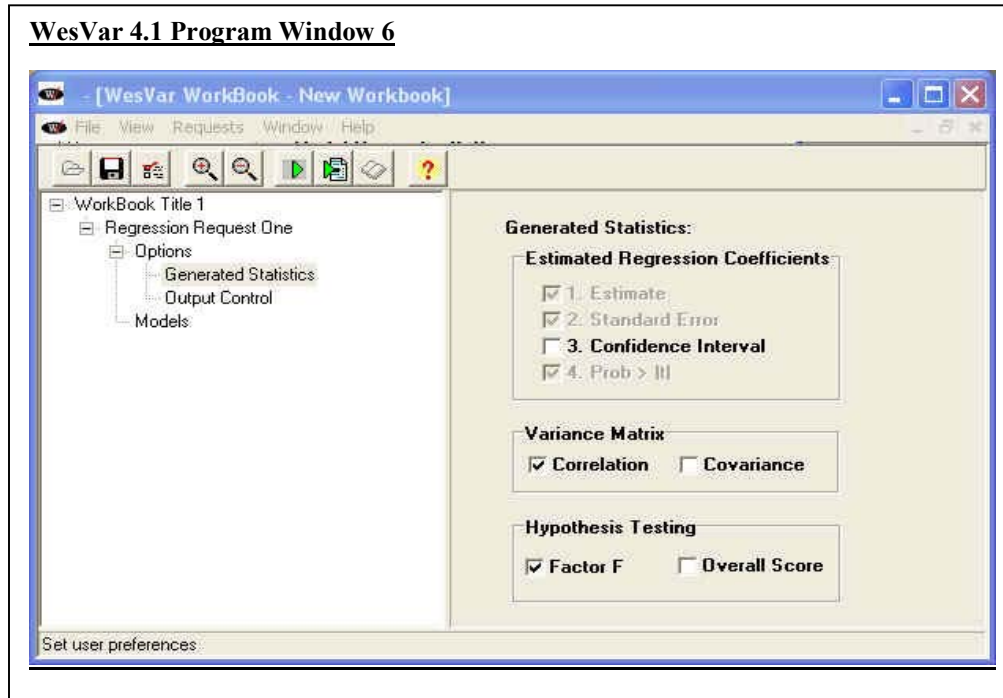 WesVar 4.1 Program Window 6
- [WesVar WorkBook - New Workbook]
File View Requests Window Help
WorkBook Title 1
Regression Request One
Options
Generated Statistics
Output Control
Models
Generated Statistics:
Estimated Regression Coefficients
1. Estimate
2. Standard Error
3. Confidence Interval
4. Prob > |t|
Variance Matrix
Correlation Covariance
Hypothesis Testing
Factor F Overall Score
Set user preferences